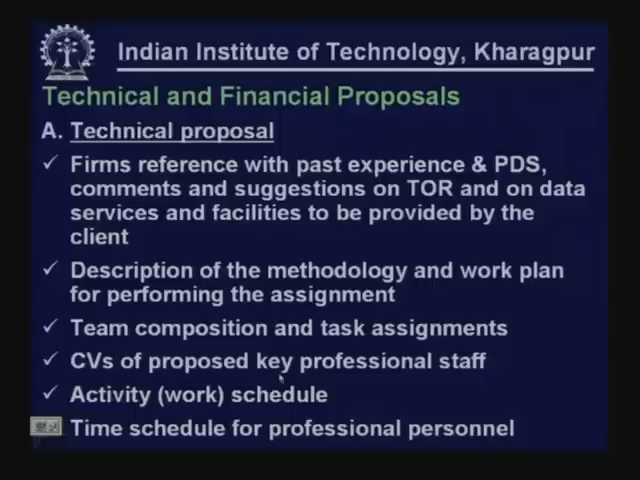 Indian Institute of Technology, Kharagpur
Technical and Financial Proposals
A. Technical proposal
✓ Firms reference with past experience & PDS,
comments and suggestions on TOR and on data
services and facilities to be provided by the
client
✓ Description of the methodology and work plan
for performing the assignment
✓ Team composition and task assignments
✓ CVs of proposed key professional staff
✓ Activity (work) schedule
Time schedule for professional personnel